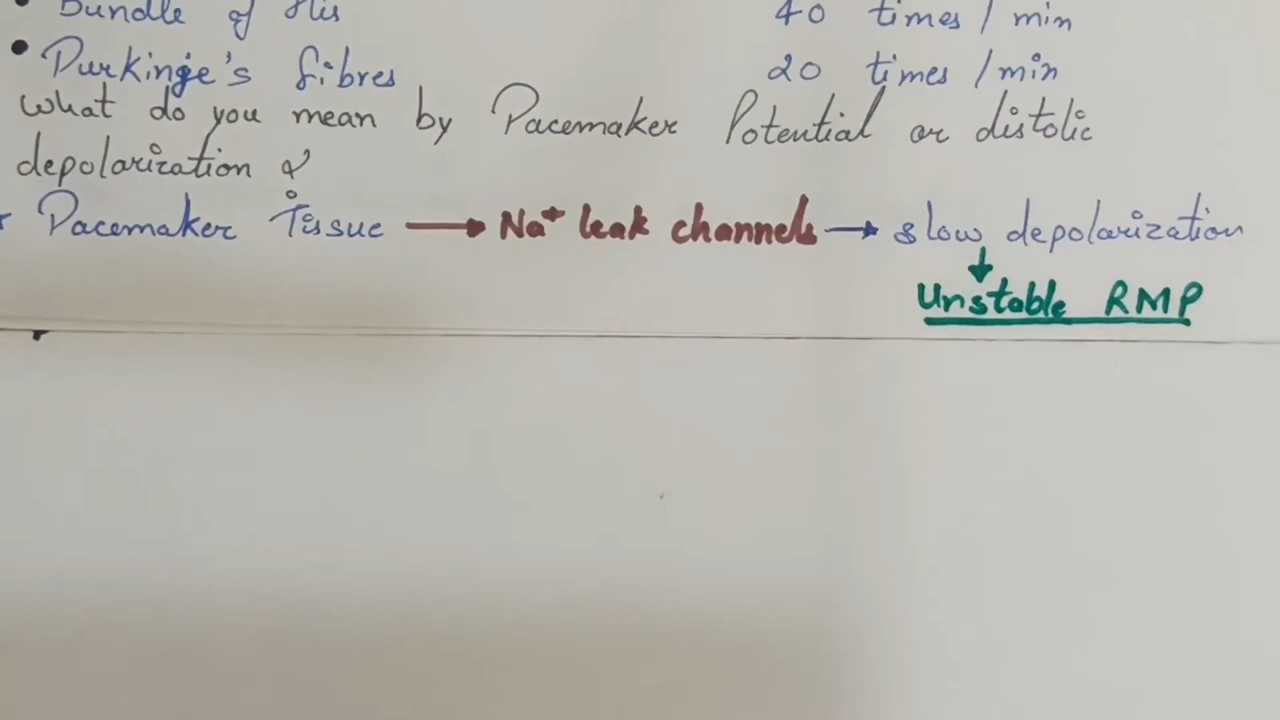 • Bundle of His 40 times / min
• Purkinje's fibres 20 times /min
What do you mean by Pacemaker Potential or distolic
depolarization ?
Pacemaker Tissue → Na+ leak channels → slow depolarization
↓
Unstable RMP